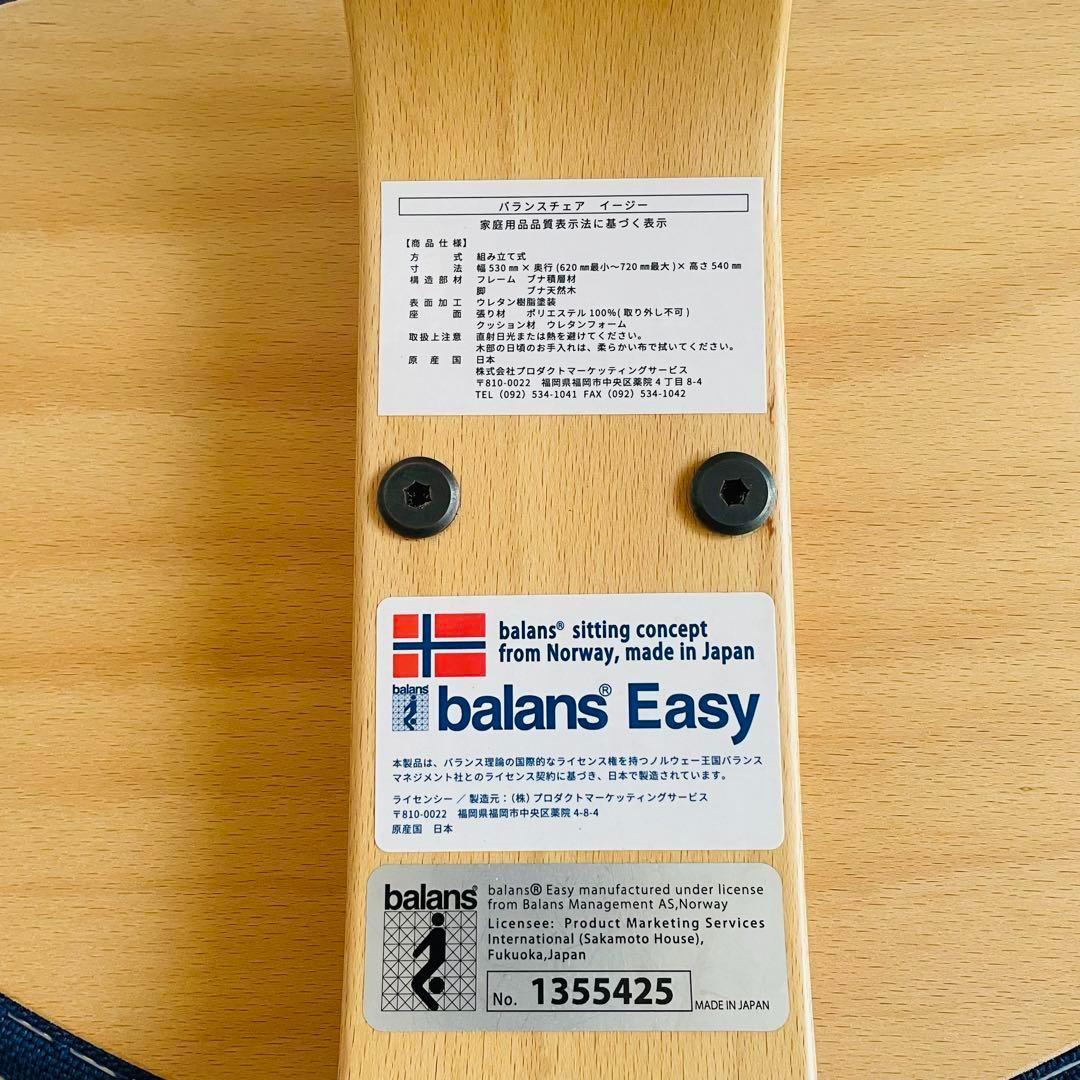 バランスチェア　イージー
家庭用品品質表示法に基づく表示
【商品仕様】
方式　組み立て式
寸法　幅530㎜×奥行(620㎜最小～720㎜最大)×高さ540㎜
構造部材　フレーム　ブナ積層材
脚　ブナ天然木
表面加工　ウレタン樹脂塗装
座面　張り材　ポリエステル100%(取り外し不可)
クッション材　ウレタンフォーム
取扱上注意　直射日光または熱を避けてください。
木部の日頃のお手入れは、柔らかい布で拭いてください。
原産国　日本
株式会社プロダクトマーケッティングサービス
〒810-0022　福岡県福岡市中央区薬院4丁目8-4
TEL（092）534-1041 FAX（092）534-1042
balans® sitting concept
from Norway, made in Japan
balans
balans® Easy
本製品は、バランス理論の国際的なライセンス権を持つノルウェー王国バランス
マネジメント社とのライセンス契約に基づき、日本で製造されています。
ライセンシー／製造元：（株）プロダクトマーケッティングサービス
〒810-0022　福岡県福岡市中央区薬院4-8-4
原産国　日本
balans®
balans® Easy manufactured under license
from Balans Management AS,Norway
Licensee: Product Marketing Services
International (Sakamoto House),
Fukuoka,Japan
No. 1355425
MADE IN JAPAN